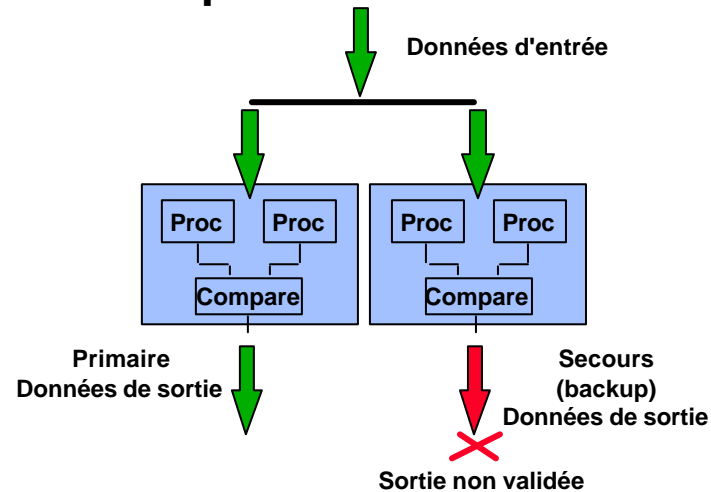 Données d'entrée
Proc Proc Proc Proc
Compare Compare
Primaire
Données de sortie
Secours
(backup)
Données de sortie
Sortie non validée